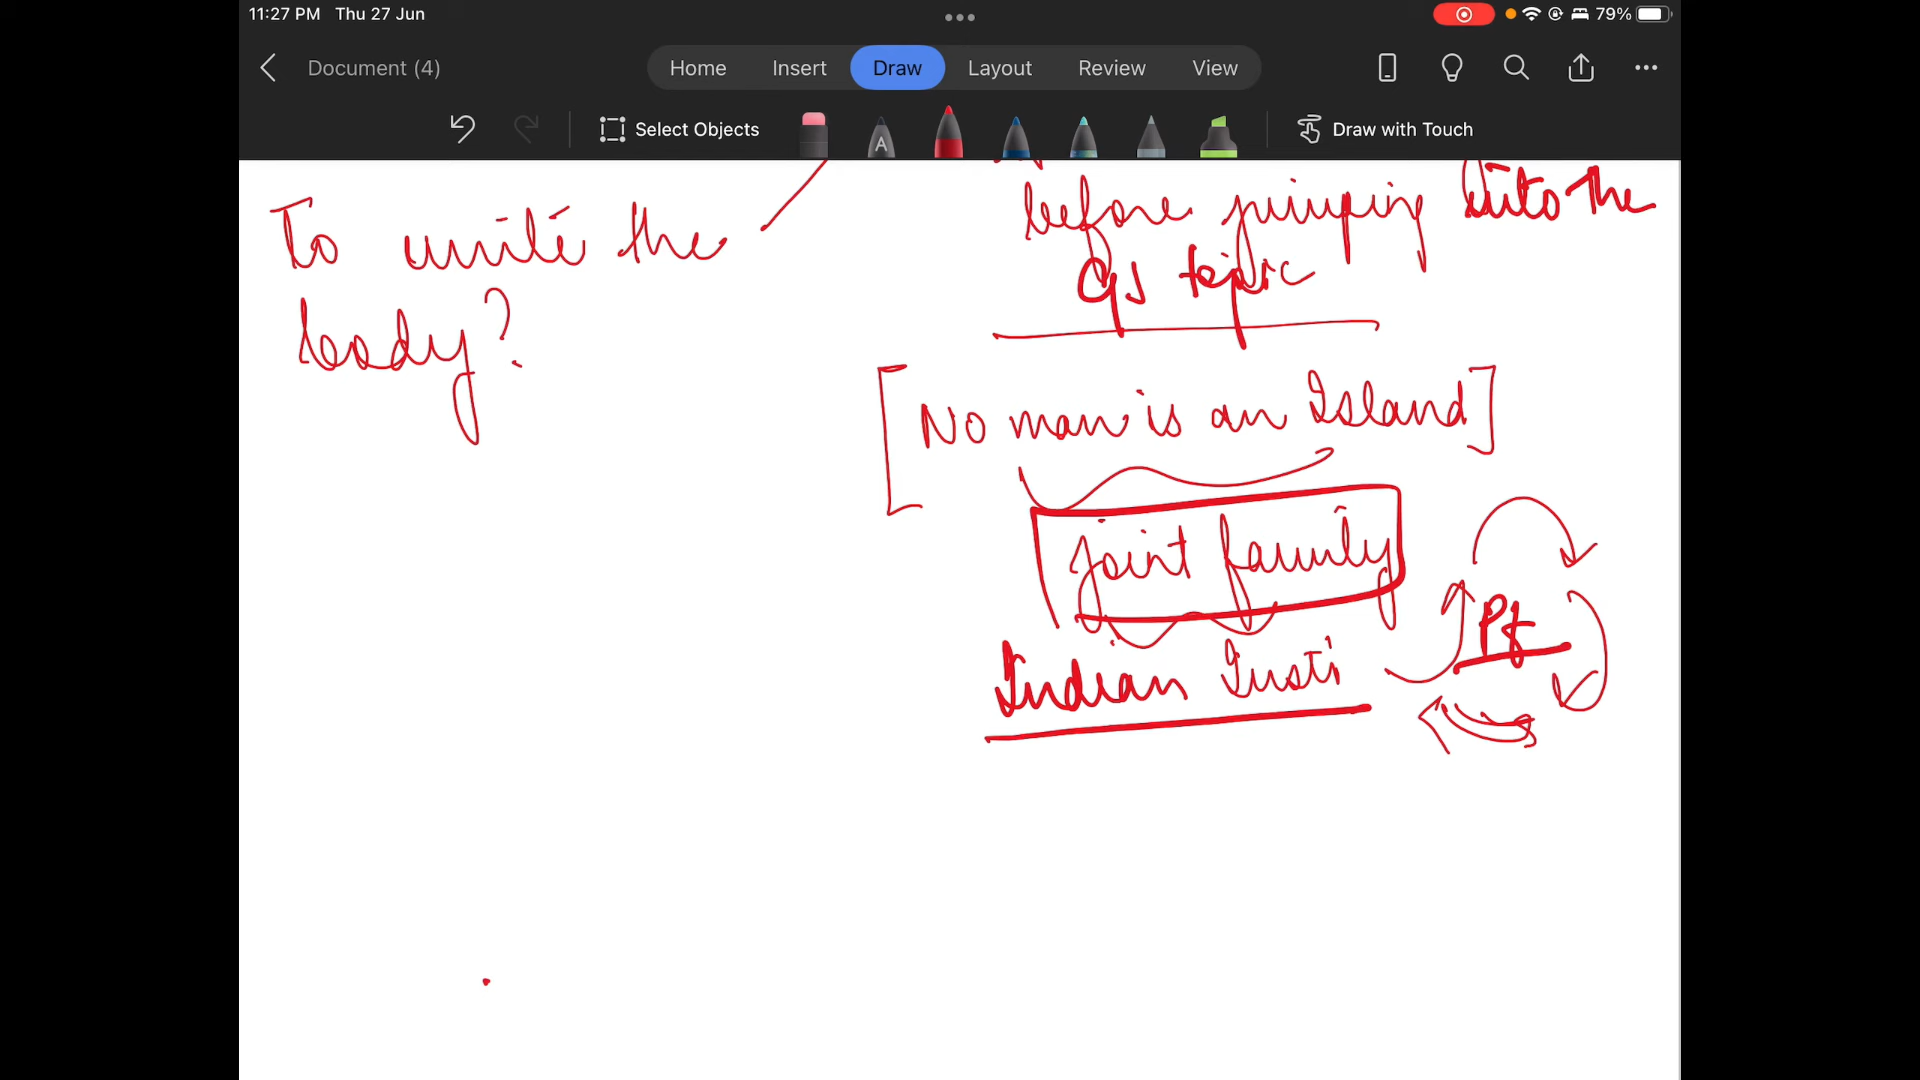 11:27 PM Thu 27 Jun
79%
Document (4)
Home Insert Draw Layout Review View
Select Objects
A
Draw with Touch
To unite the
body?
before jumping into the
GS topic
[No man is an Island]
Joint family
Indian Insti
Pf